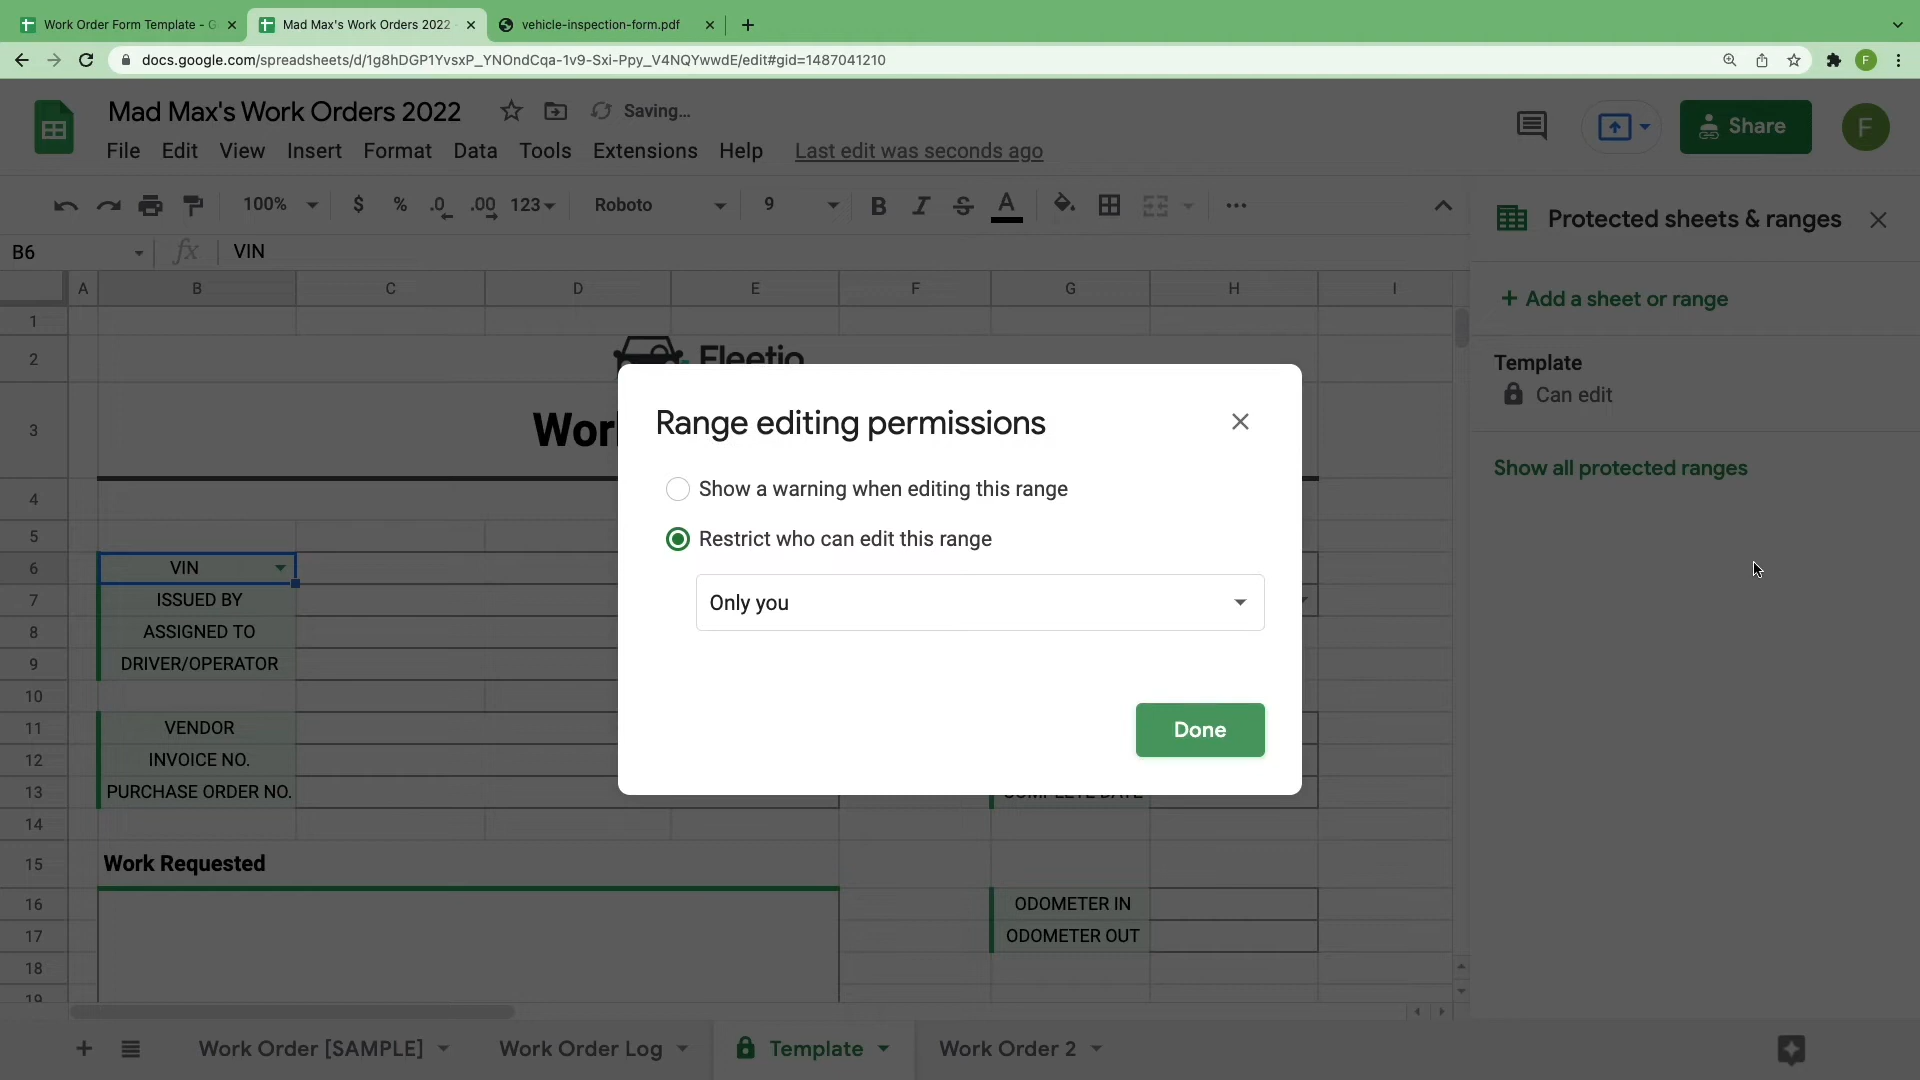 Work Order Form Template - G
Mad Max's Work Orders 2022
vehicle-inspection-form.pdf
docs.google.com/spreadsheets/d/1g8hDGP1YvsxP_YNOndCqa-1v9-Sxi-Ppy_V4NQYwwdE/edit#gid=1487041210
F
Mad Max's Work Orders 2022
Saving...
File Edit View Insert Format Data Tools Extensions Help
Last edit was seconds ago
Share
F
100%
$ % .0 .00 123
Roboto
9
B I S A
Protected sheets & ranges
B6
fx
VIN
A B C D E F G H I
+ Add a sheet or range
1
2 Fleetio
Template
Can edit
3 Wor
Show all protected ranges
4
5
6 VIN
7 ISSUED BY
8 ASSIGNED TO
9 DRIVER/OPERATOR
10
11 VENDOR
12 INVOICE NO.
13 PURCHASE ORDER NO. COMPLETE DATE
14
15 Work Requested
16 ODOMETER IN
17 ODOMETER OUT
18
19
Range editing permissions
Show a warning when editing this range
Restrict who can edit this range
Only you
Done
Work Order [SAMPLE]
Work Order Log
Template
Work Order 2